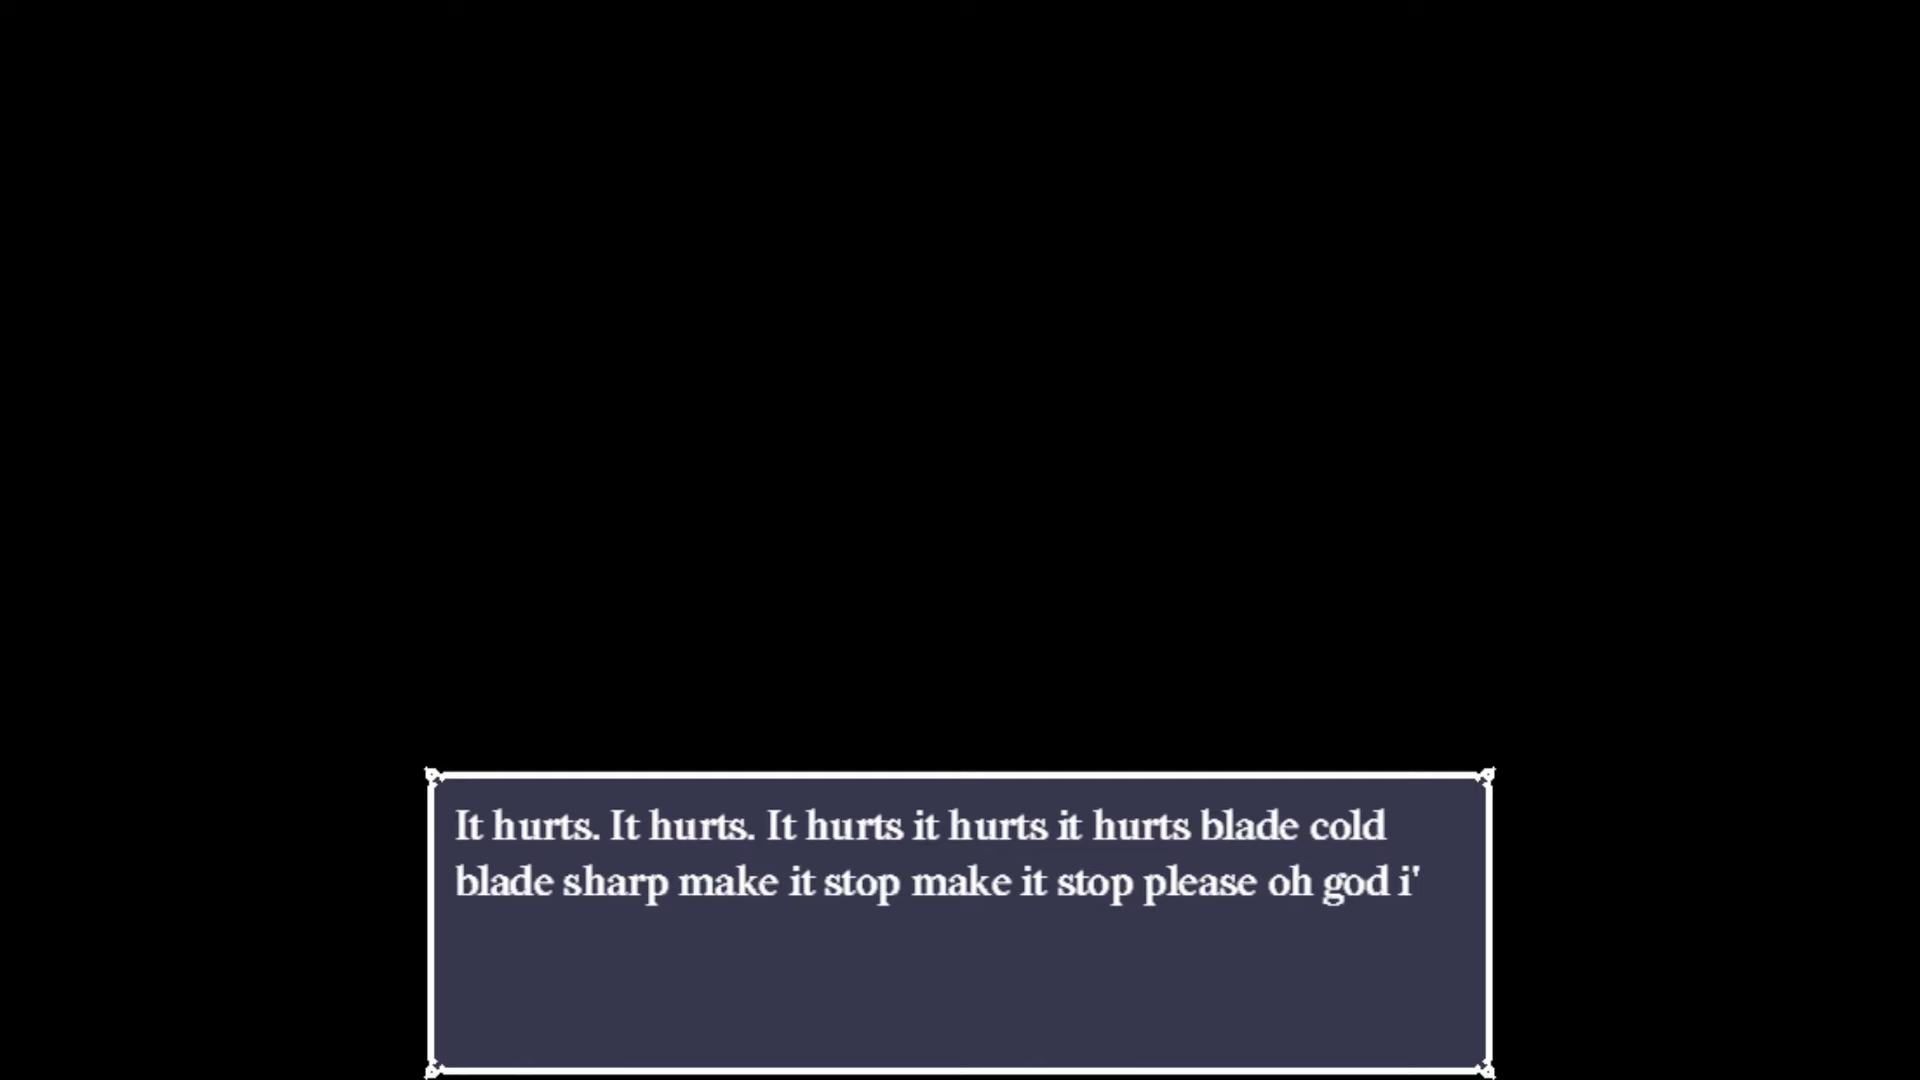 It hurts. It hurts. It hurts it hurts it hurts blade cold
blade sharp make it stop make it stop please oh god i'